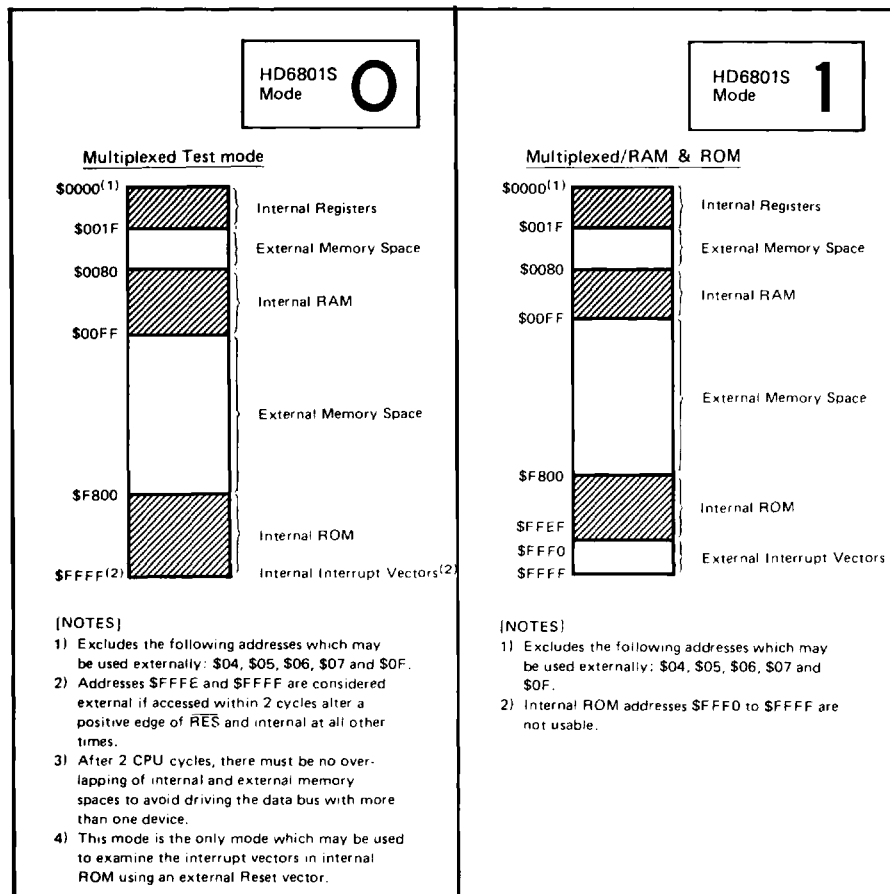 HD6801S
Mode 0
Multiplexed Test mode
$0000(1)
Internal Registers
$001F
External Memory Space
$0080
Internal RAM
$00FF
External Memory Space
$F800
Internal ROM
$FFFF(2)
Internal Interrupt Vectors(2)
[NOTES]
1) Excludes the following addresses which may
be used externally: $04, $05, $06, $07 and $0F.
2) Addresses $FFFE and $FFFF are considered
external if accessed within 2 cycles alter a
positive edge of RES and internal at all other
times.
3) After 2 CPU cycles, there must be no over-
lapping of internal and external memory
spaces to avoid driving the data bus with more
than one device.
4) This mode is the only mode which may be used
to examine the interrupt vectors in internal
ROM using an external Reset vector.
HD6801S
Mode 1
Multiplexed/RAM & ROM
$0000(1)
Internal Registers
$001F
External Memory Space
$0080
Internal RAM
$00FF
External Memory Space
$F800
Internal ROM
$FFEF
$FFF0
External Interrupt Vectors
$FFFF
[NOTES]
1) Excludes the following addresses which may
be used externally: $04, $05, $06, $07 and
$0F.
2) Internal ROM addresses $FFF0 to $FFFF are
not usable.